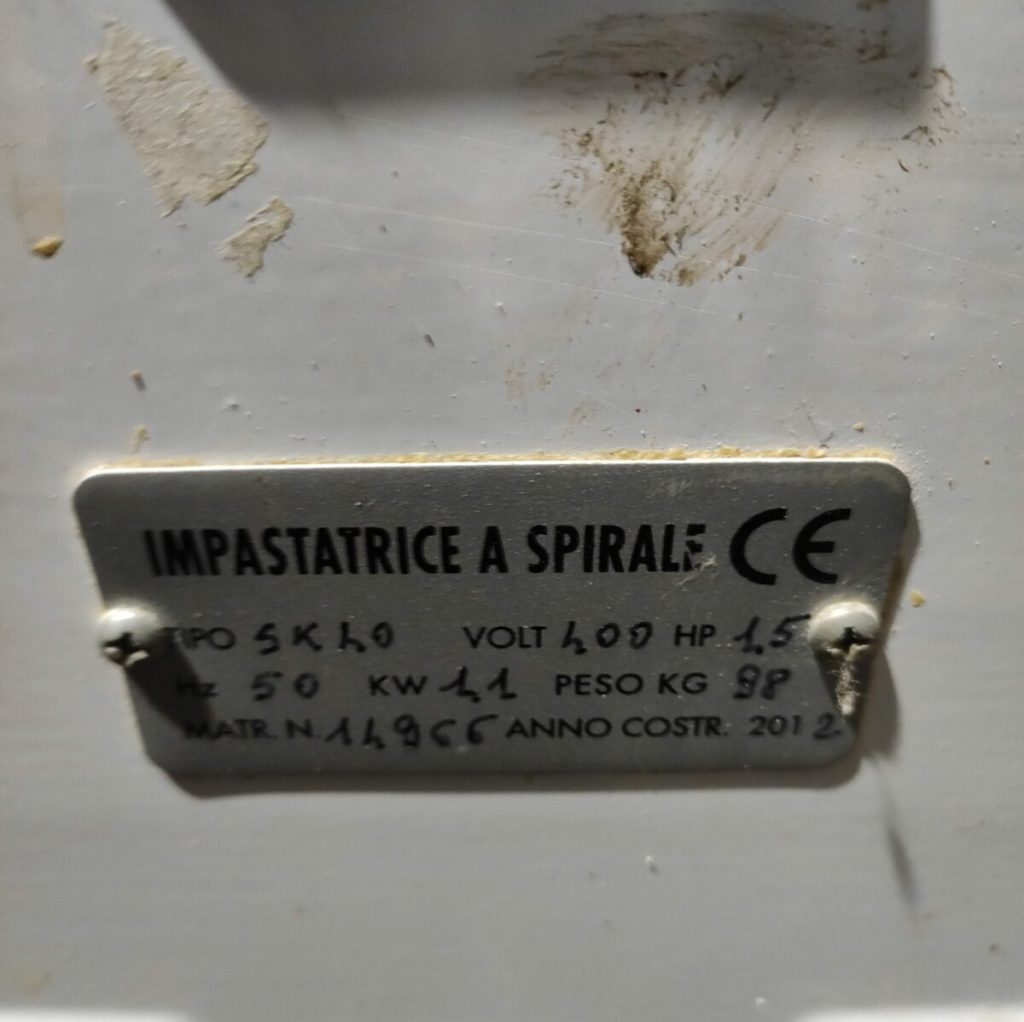 IMPASTATRICE A SPIRALE CE
TIPO SK40 VOLT 400 HP 1,5
Hz 50 KW 1,1 PESO KG 98
MATR. N. 14966 ANNO COSTR. 2012